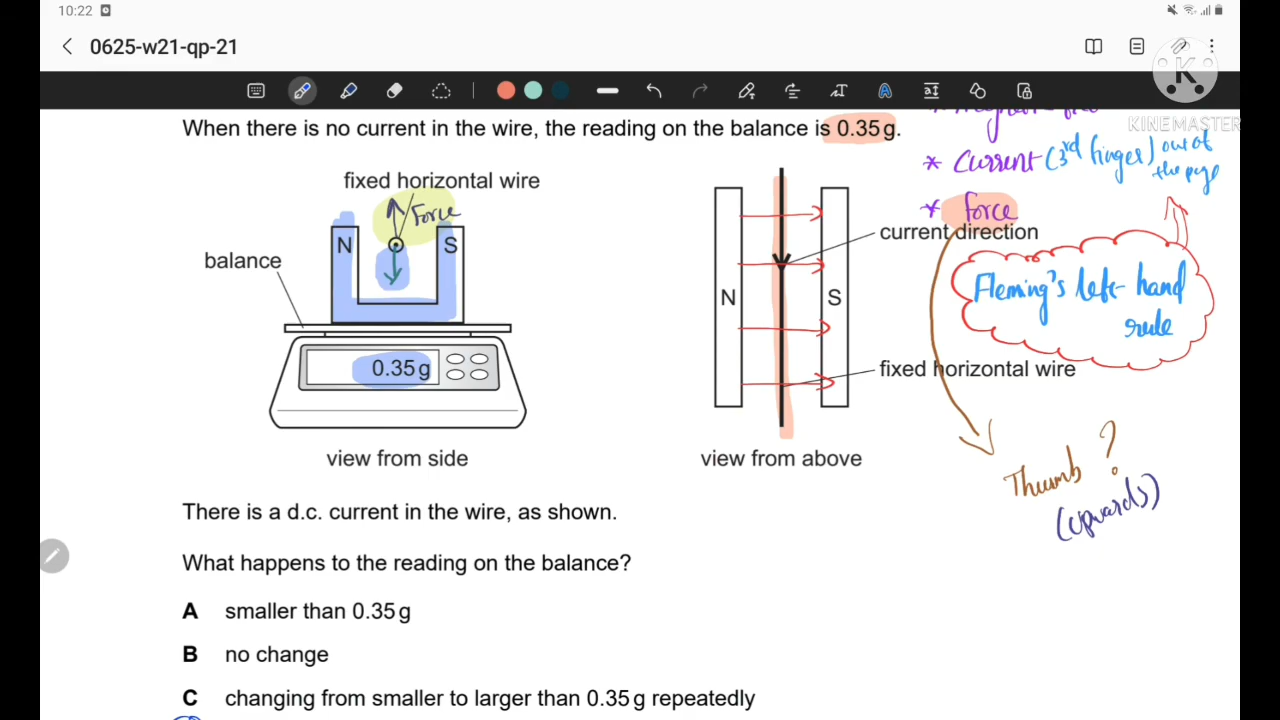 10:22
0625-w21-qp-21
KINEMASTER
K
When there is no current in the wire, the reading on the balance is 0.35 g.
* Current (3rd finger) out of the page
* force
fixed horizontal wire
Force
N S
balance
0.35 g
view from side
current direction
N S
fixed horizontal wire
view from above
Fleming's left hand
rule
Thumb ?
(upwards)
There is a d.c. current in the wire, as shown.
What happens to the reading on the balance?
A smaller than 0.35 g
B no change
C changing from smaller to larger than 0.35 g repeatedly